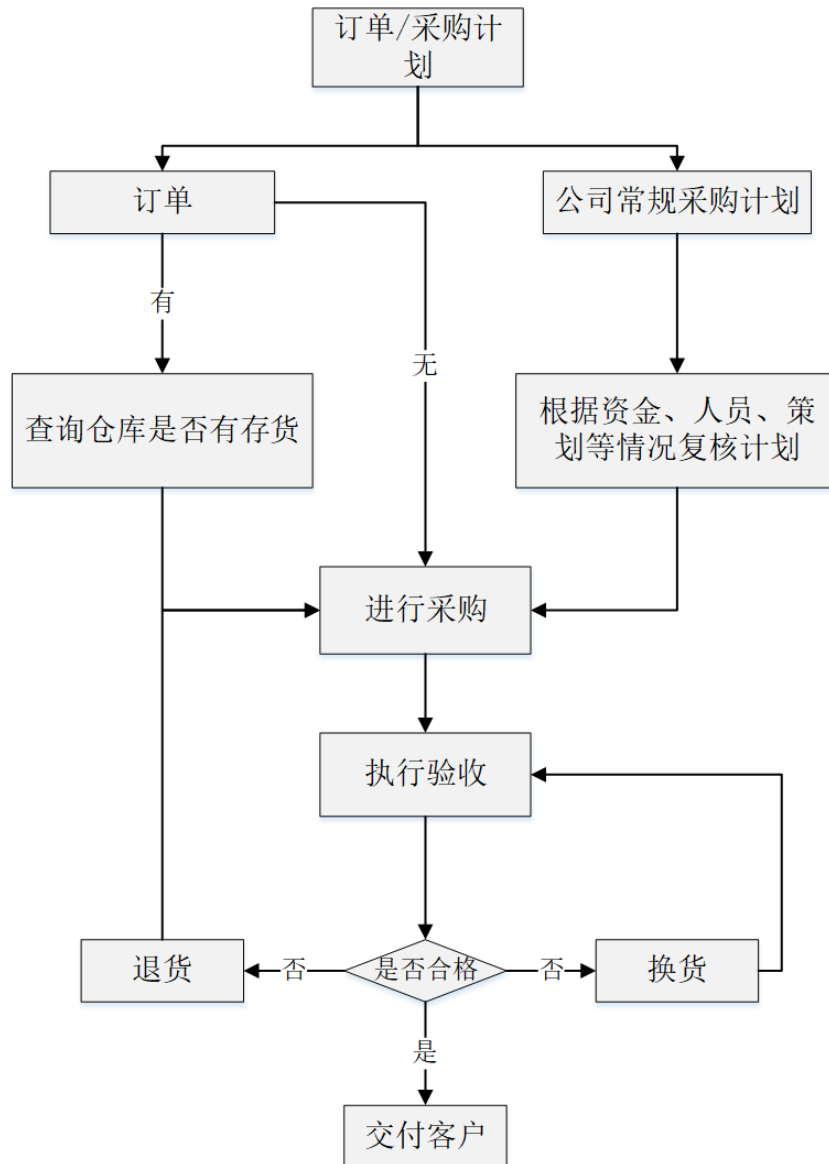 订单/采购计
划
订单
公司常规采购计划
有
无
查询仓库是否有存货
根据资金、人员、策
划等情况复核计划
进行采购
执行验收
退货
否
是否合格
否
换货
是
交付客户